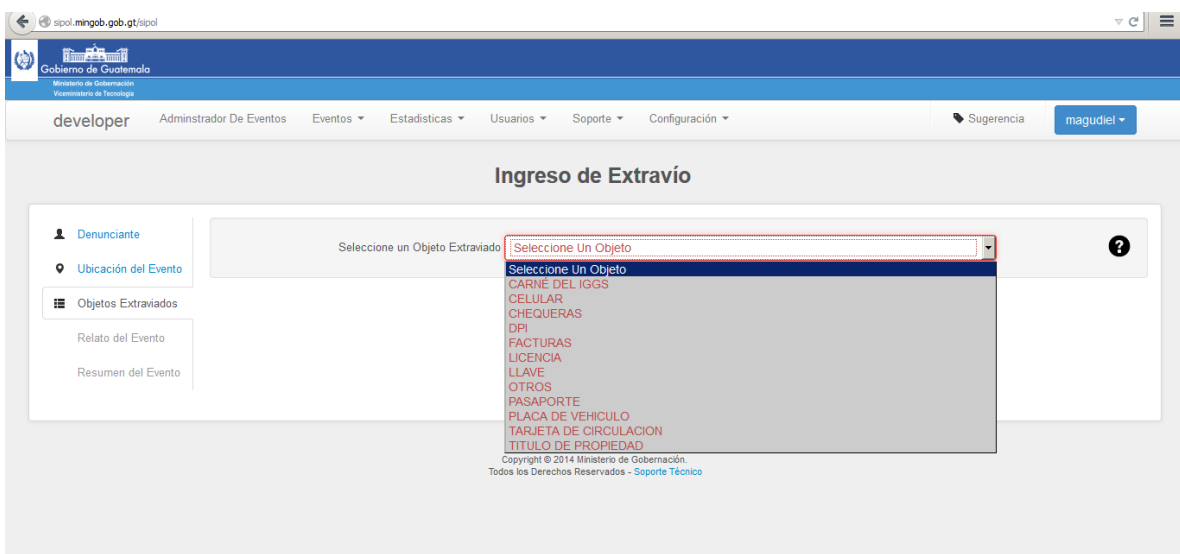 sipol.mingob.gob.gt/sipol
Gobierno de Guatemala
Ministerio de Gobernación
Viceministerio de Tecnología
developer Adminstrador De Eventos Eventos Estadisticas Usuarios Soporte Configuración Sugerencia magudiel
Ingreso de Extravío
Denunciante
Ubicación del Evento
Objetos Extraviados
Relato del Evento
Resumen del Evento
Seleccione un Objeto Extraviado Seleccione Un Objeto
Seleccione Un Objeto
CARNÉ DEL IGGS
CELULAR
CHEQUERAS
DPI
FACTURAS
LICENCIA
LLAVE
OTROS
PASAPORTE
PLACA DE VEHICULO
TARJETA DE CIRCULACION
TITULO DE PROPIEDAD
Copyright © 2014 Ministerio de Gobernación.
Todos los Derechos Reservados - Soporte Técnico